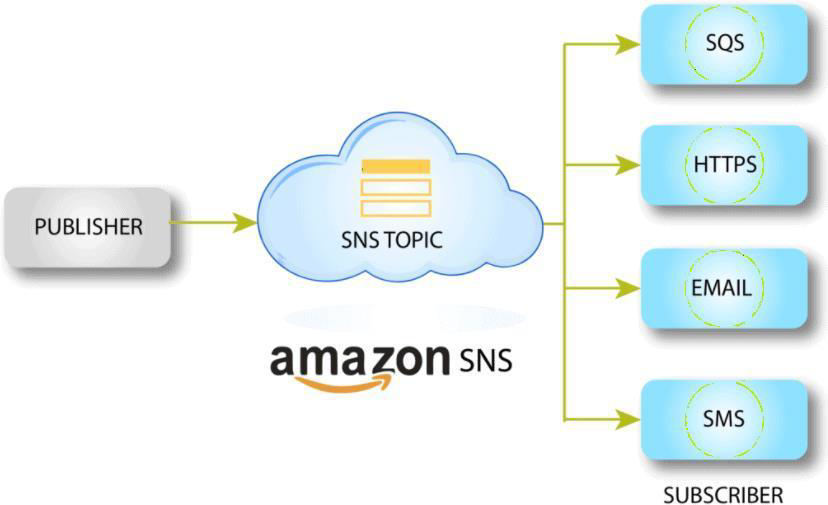 PUBLISHER
SNS TOPIC
amazon SNS
SQS
HTTPS
EMAIL
SMS
SUBSCRIBER